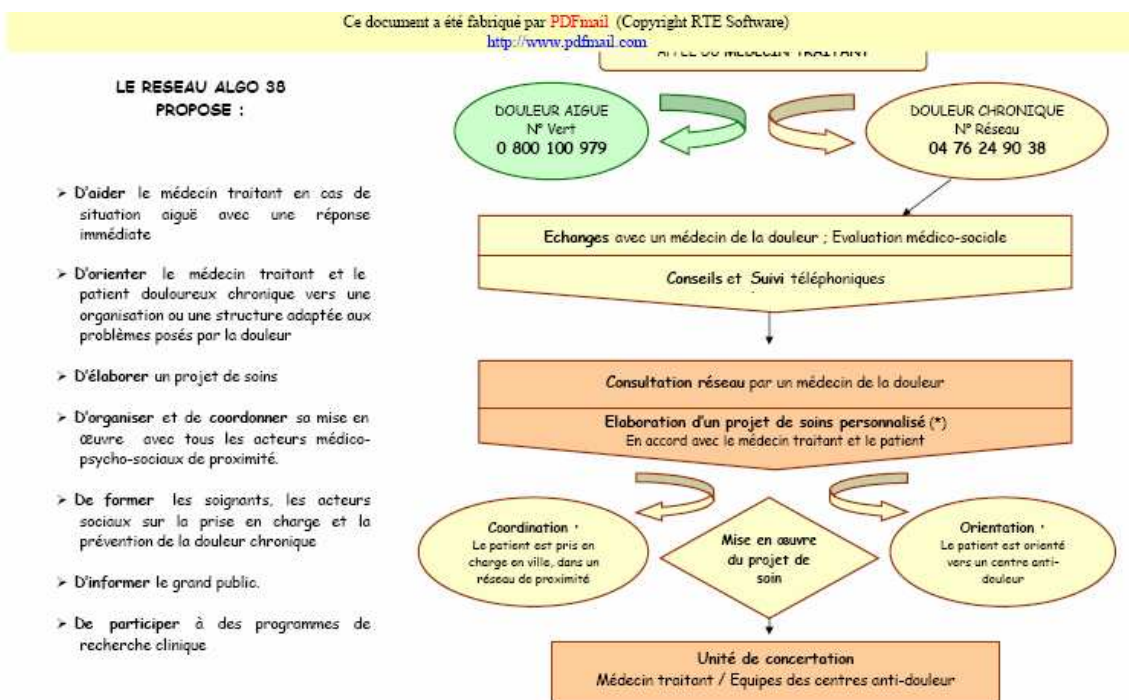 Ce document a été fabriqué par PDFmail (Copyright RTE Software)
http://www.pdfmail.com
APPEL DU MEDECIN TRAITANT
LE RESEAU ALGO 38
PROPOSE :
➢ D'aider le médecin traitant en cas de
situation aiguë avec une réponse
immédiate
➢ D'orienter le médecin traitant et le
patient douloureux chronique vers une
organisation ou une structure adaptée aux
problèmes posés par la douleur
➢ D'élaborer un projet de soins
➢ D'organiser et de coordonner sa mise en
œuvre avec tous les acteurs médico-
psycho-sociaux de proximité.
➢ De former les soignants, les acteurs
sociaux sur la prise en charge et la
prévention de la douleur chronique
➢ D'informer le grand public.
➢ De participer à des programmes de
recherche clinique
DOULEUR AIGUE
N° Vert
0 800 100 979
DOULEUR CHRONIQUE
N° Réseau
04 76 24 90 38
Echanges avec un médecin de la douleur ; Evaluation médico-sociale
Conseils et Suivi téléphoniques
Consultation réseau par un médecin de la douleur
Elaboration d'un projet de soins personnalisé (*)
En accord avec le médecin traitant et le patient
Coordination :
Le patient est pris en
charge en ville, dans un
réseau de proximité
Mise en œuvre
du projet de
soin
Orientation :
Le patient est orienté
vers un centre anti-
douleur
Unité de concertation
Médecin traitant / Equipes des centres anti-douleur